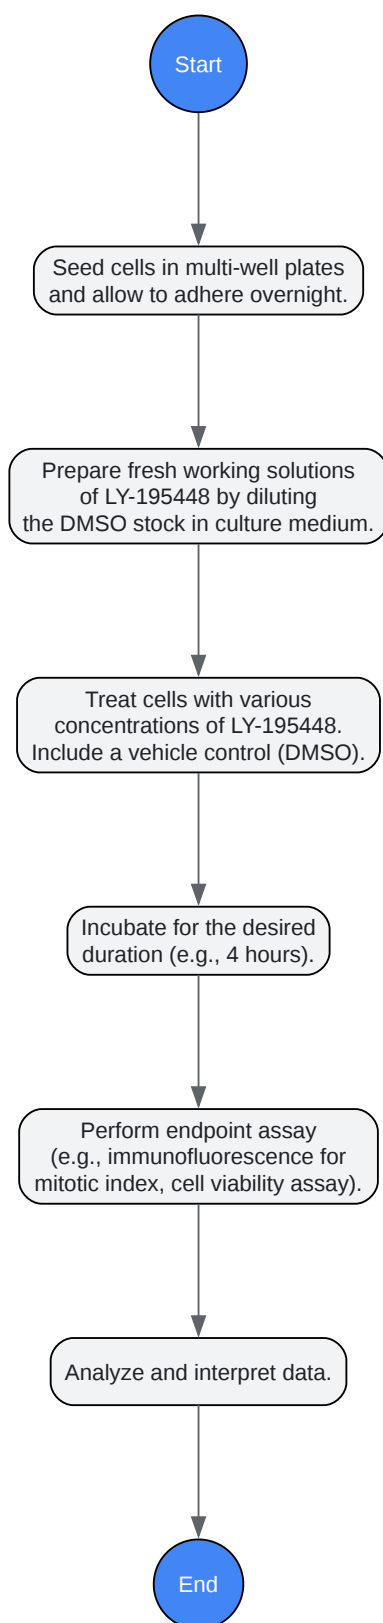 Start
Seed cells in multi-well plates
and allow to adhere overnight.
Prepare fresh working solutions
of LY-195448 by diluting
the DMSO stock in culture medium.
Treat cells with various
concentrations of LY-195448.
Include a vehicle control (DMSO).
Incubate for the desired
duration (e.g., 4 hours).
Perform endpoint assay
(e.g., immunofluorescence for
mitotic index, cell viability assay).
Analyze and interpret data.
End